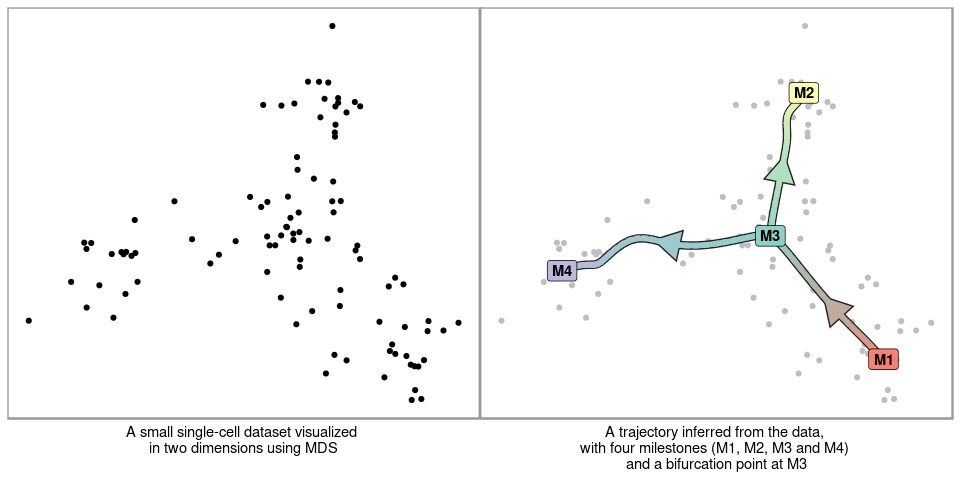 M2
M3
M4
M1
A small single-cell dataset visualized
in two dimensions using MDS
A trajectory inferred from the data,
with four milestones (M1, M2, M3 and M4)
and a bifurcation point at M3